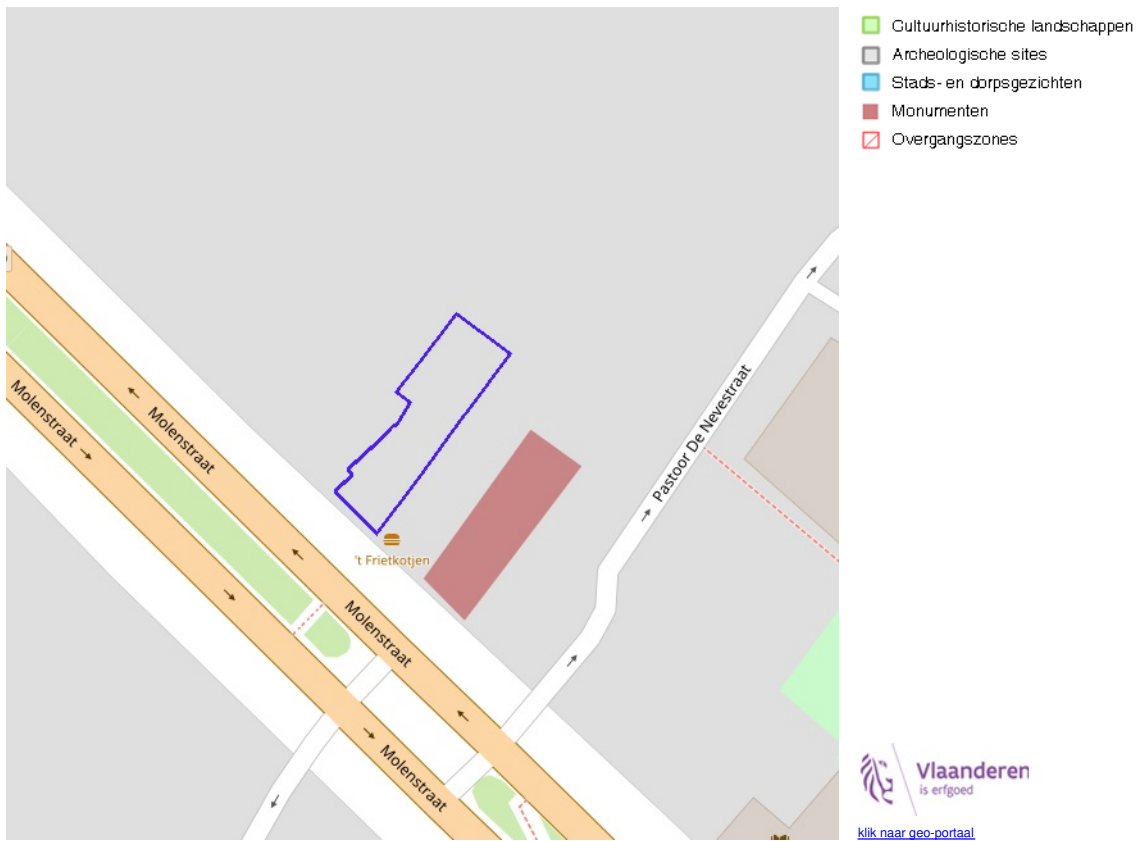 Cultuurhistorische landschappen
Archeologische sites
Stads- en dorpsgezichten
Monumenten
Overgangszones
Molenstraat
Molenstraat
Pastoor De Nevestraat
't Frietkotjen
Molenstraat
Molenstraat
Vlaanderen
is erfgoed
klik naar geo-portaal